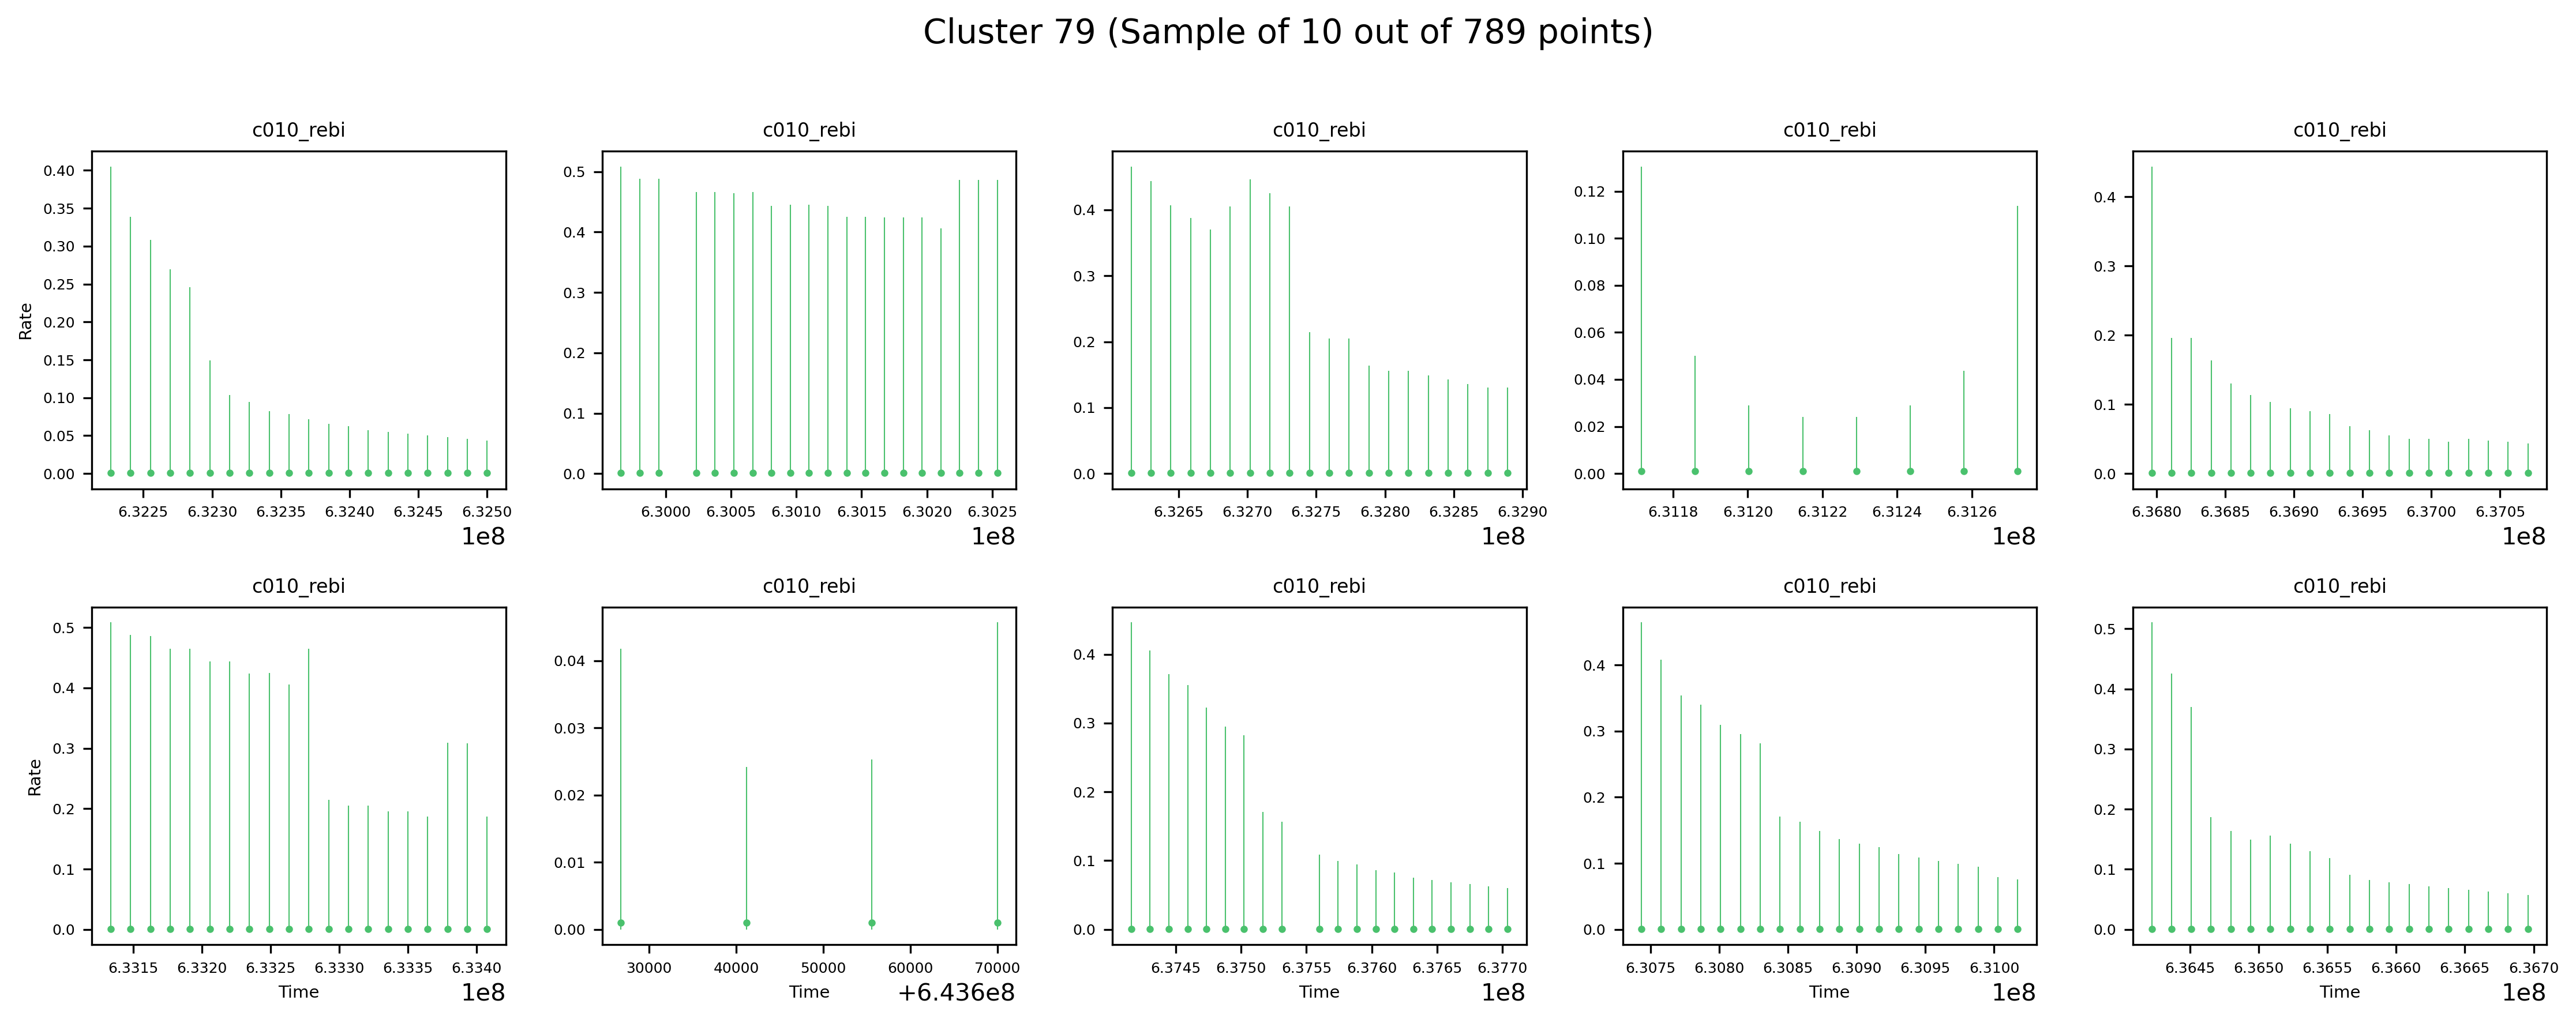 Cluster 79 (Sample of 10 out of 789 points)
c010_rebi c010_rebi c010_rebi c010_rebi c010_rebi
Rate
0.40 0.35 0.30 0.25 0.20 0.15 0.10 0.05 0.00
6.3225 6.3230 6.3235 6.3240 6.3245 6.3250
1e8
0.5 0.4 0.3 0.2 0.1 0.0
6.3000 6.3005 6.3010 6.3015 6.3020 6.3025
1e8
0.4 0.3 0.2 0.1 0.0
6.3265 6.3270 6.3275 6.3280 6.3285 6.3290
1e8
0.12 0.10 0.08 0.06 0.04 0.02 0.00
6.3118 6.3120 6.3122 6.3124 6.3126
1e8
0.4 0.3 0.2 0.1 0.0
6.3680 6.3685 6.3690 6.3695 6.3700 6.3705
1e8
c010_rebi c010_rebi c010_rebi c010_rebi c010_rebi
Rate
0.5 0.4 0.3 0.2 0.1 0.0
6.3315 6.3320 6.3325 6.3330 6.3335 6.3340
Time 1e8
0.04 0.03 0.02 0.01 0.00
30000 40000 50000 60000 70000
Time +6.436e8
0.4 0.3 0.2 0.1 0.0
6.3745 6.3750 6.3755 6.3760 6.3765 6.3770
Time 1e8
0.4 0.3 0.2 0.1 0.0
6.3075 6.3080 6.3085 6.3090 6.3095 6.3100
Time 1e8
0.5 0.4 0.3 0.2 0.1 0.0
6.3645 6.3650 6.3655 6.3660 6.3665 6.3670
Time 1e8